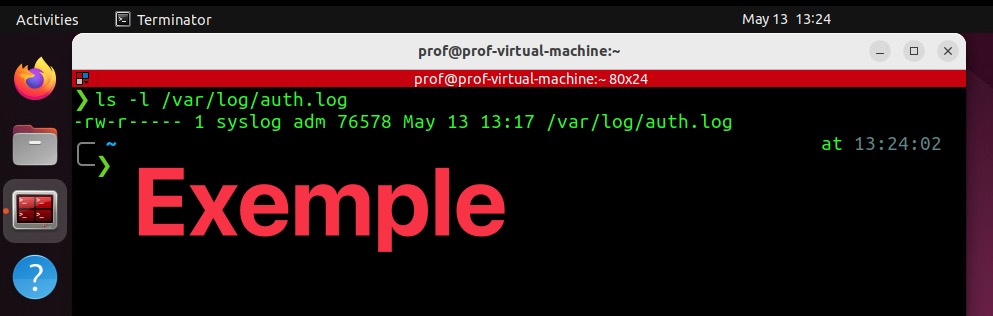 Activities Terminator May 13 13:24
prof@prof-virtual-machine:~
prof@prof-virtual-machine:~ 80x24
❯ ls -l /var/log/auth.log
-rw-r----- 1 syslog adm 76578 May 13 13:17 /var/log/auth.log
~ at 13:24:02
❯
Exemple